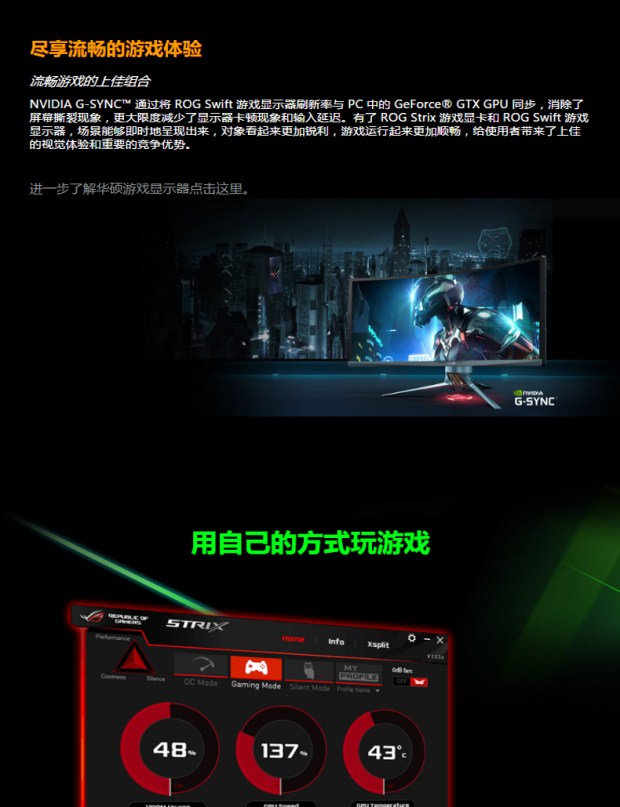 尽享流畅的游戏体验
流畅游戏的上佳组合
NVIDIA G-SYNC™ 通过将 ROG Swift 游戏显示器刷新率与 PC 中的 GeForce® GTX GPU 同步，消除了
屏幕撕裂现象，更大限度减少了显示器卡顿现象和输入延迟。有了 ROG Strix 游戏显卡和 ROG Swift 游戏
显示器，场景能够即时地呈现出来，对象看起来更加锐利，游戏运行起来更加顺畅，给使用者带来了上佳
的视觉体验和重要的竞争优势。
进一步了解华硕游戏显示器点击这里。
NVIDIA
G-SYNC™
用自己的方式玩游戏
REPUBLIC OF
GAMERS
STRIX
Home
Info
Xsplit
Performance
Coolness
Silence
OC Mode
Gaming Mode
Silent Mode
MY
PROFILE
Profile Name
0dB fan:
OFF
48%
137%
43°C
VRAM Usage
GPU Speed
GPU Temperature